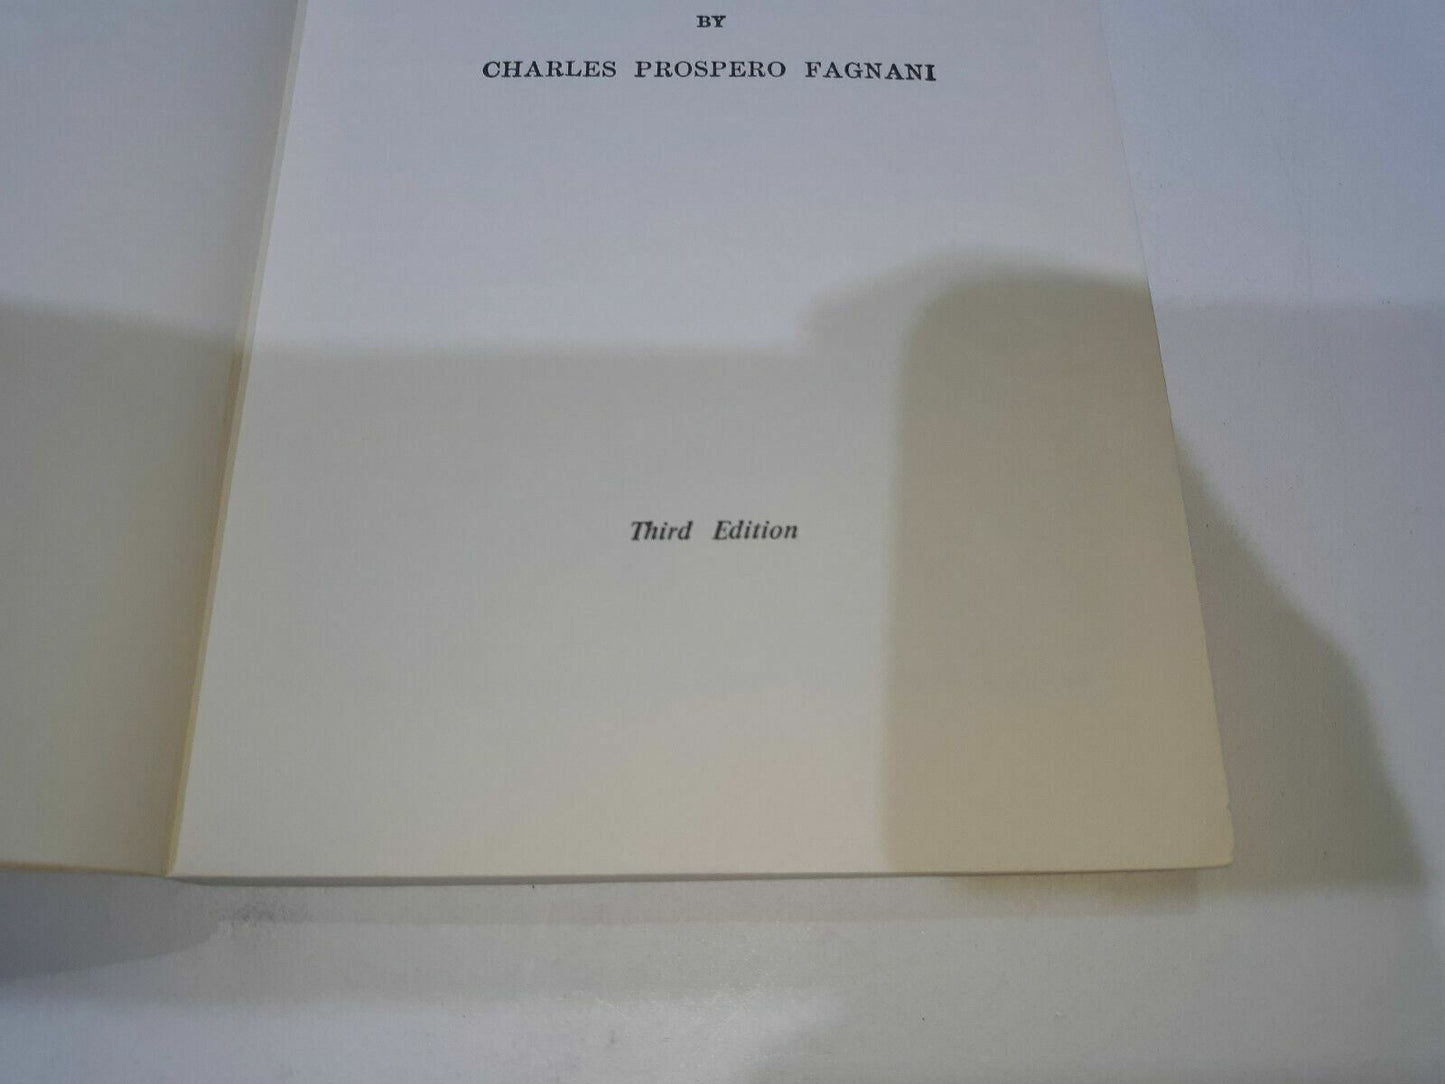 BY
CHARLES PROSPERO FAGNANI
Third Edition